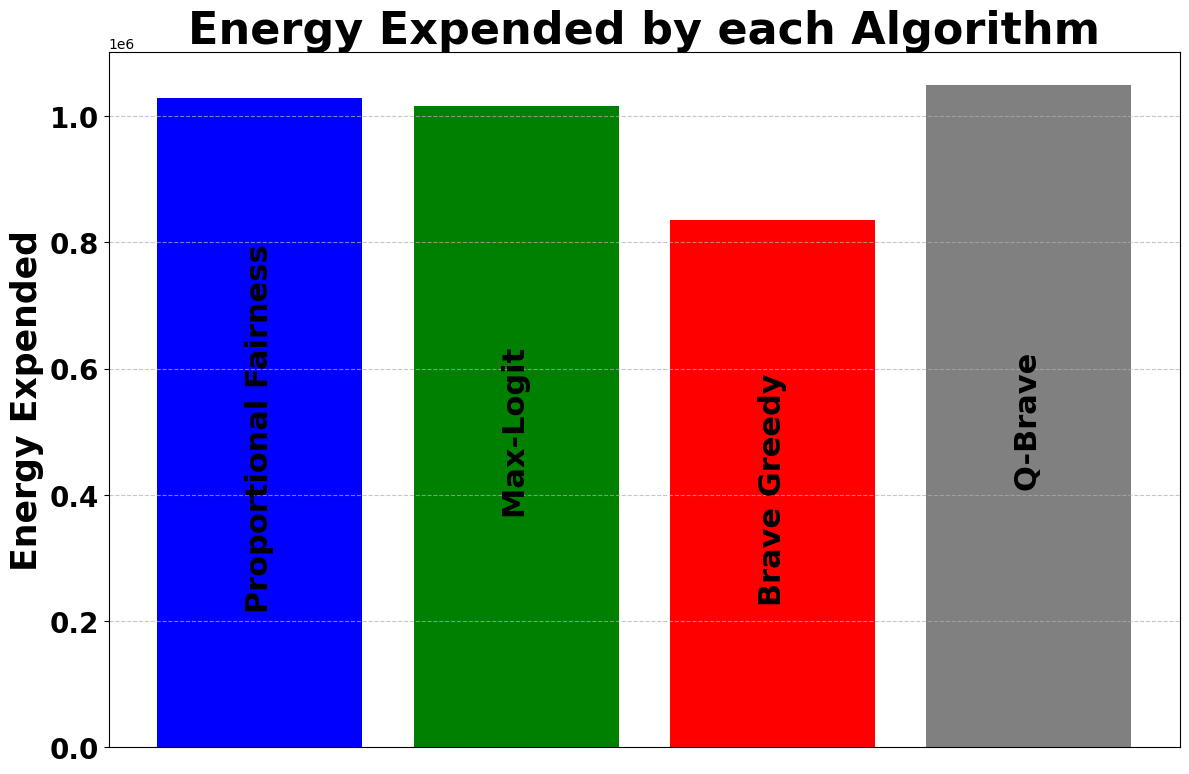 Energy Expended by each Algorithm
1e6
1.0
0.8
0.6
0.4
0.2
0.0
Energy Expended
Proportional Fairness
Max-Logit
Brave Greedy
Q-Brave